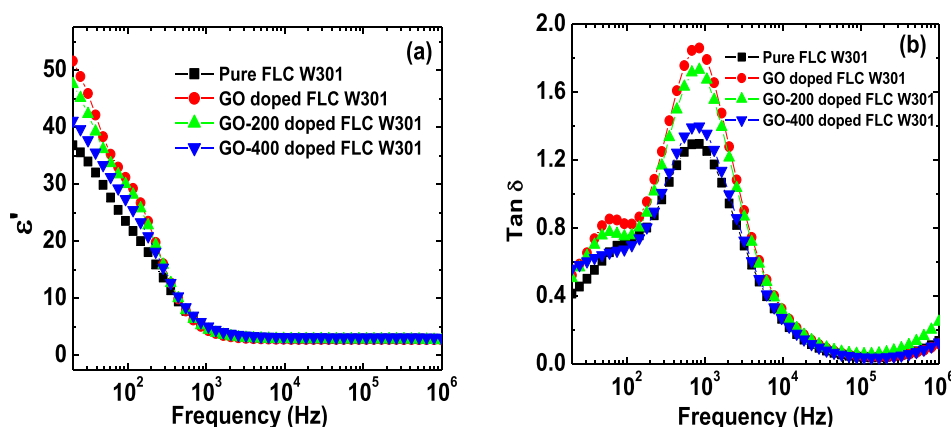 (a)
Pure FLC W301
GO doped FLC W301
GO-200 doped FLC W301
GO-400 doped FLC W301
ε'
50
40
30
20
10
0
10² 10³ 10⁴ 10⁵ 10⁶
Frequency (Hz)
(b)
Pure FLC W301
GO doped FLC W301
GO-200 doped FLC W301
GO-400 doped FLC W301
Tan δ
2.0
1.6
1.2
0.8
0.4
0.0
10² 10³ 10⁴ 10⁵ 10⁶
Frequency (Hz)